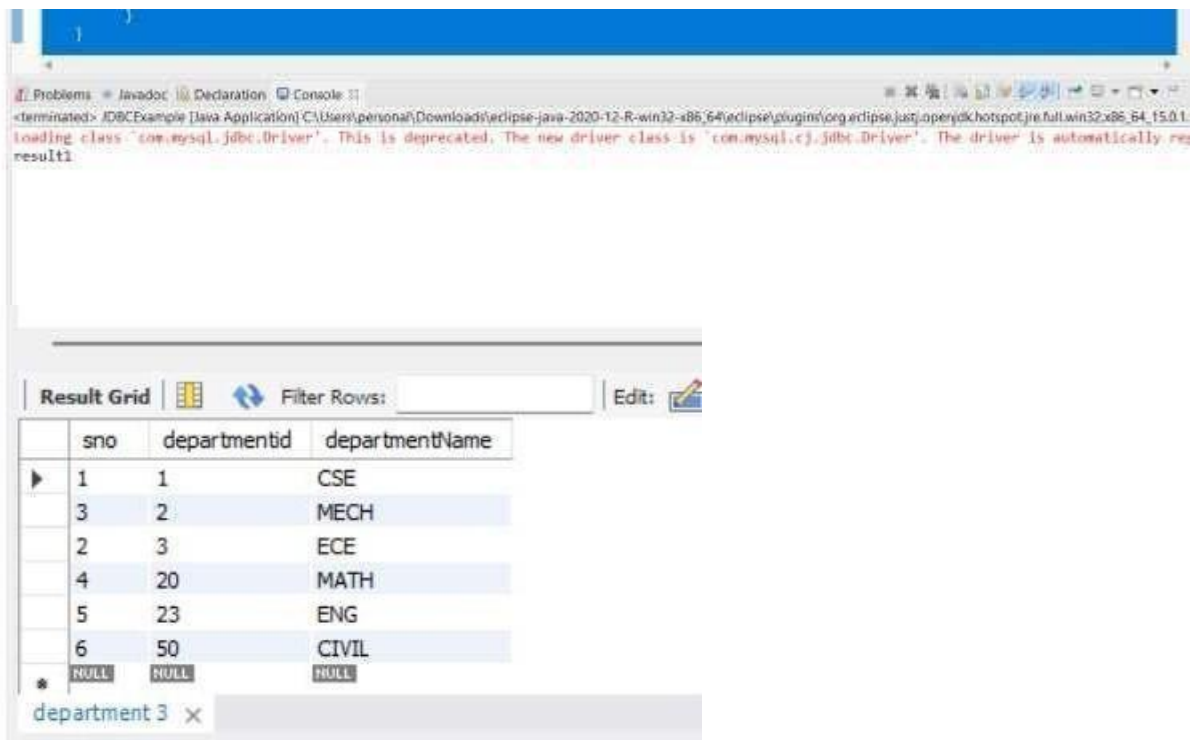 }
}
Problems Javadoc Declaration Console
<terminated> JDBCExample [Java Application] C:\Users\personal\Downloads\eclipse-java-2020-12-R-win32-x86_64\eclipse\plugins\org.eclipse.justj.openjdk.hotspot.jre.full.win32.x86_64_15.0.1.
Loading class `com.mysql.jdbc.Driver'. This is deprecated. The new driver class is `com.mysql.cj.jdbc.Driver'. The driver is automatically reg
result1
Result Grid Filter Rows: Edit:
sno departmentid departmentName
1 1 CSE
3 2 MECH
2 3 ECE
4 20 MATH
5 23 ENG
6 50 CIVIL
NULL NULL NULL
department 3